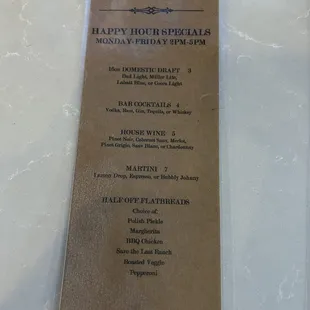 HAPPY HOUR SPECIALS
MONDAY-FRIDAY 3PM-5PM
16oz DOMESTIC DRAFT 3
Bud Light, Miller Lite,
Labatt Blue, or Coors Light
BAR COCKTAILS 4
Vodka, Rum, Gin, Tequila, or Whiskey
HOUSE WINE 5
Pinot Noir, Cabernet Sauv, Merlot,
Pinot Grigio, Sauv Blanc, or Chardonnay
MARTINI 7
Lemon Drop, Espresso, or Bubbly Johnny
HALF OFF FLATBREADS
Choice of:
Polish Pickle
Margherita
BBQ Chicken
Save the Last Ranch
Roasted Veggie
Pepperoni